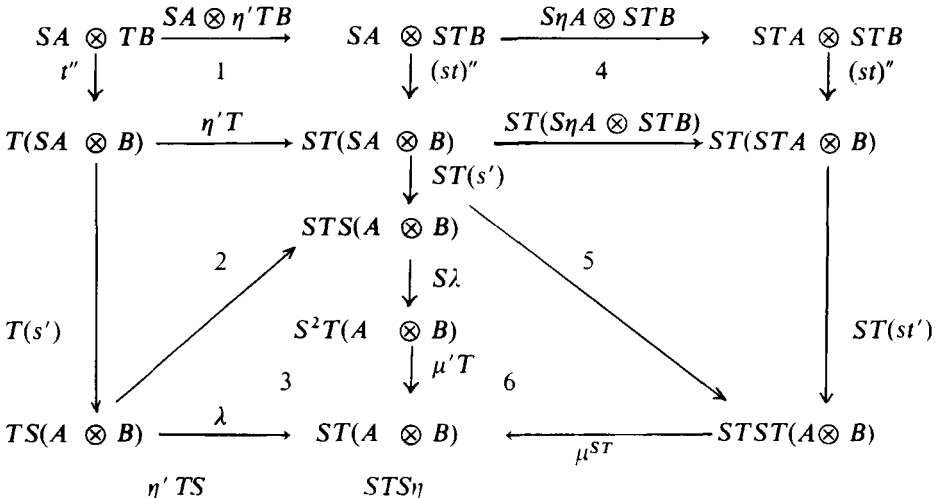 SA ⊗ η′TB SηA ⊗ STB
SA ⊗ TB SA ⊗ STB STA ⊗ STB
t″ 1 (st)″ 4 (st)″
η′T ST(SηA ⊗ STB)
T(SA ⊗ B) ST(SA ⊗ B) ST(STA ⊗ B)
ST(s′)
STS(A ⊗ B)
2 5
Sλ
T(s′) S²T(A ⊗ B) ST(st′)
μ′T
3 6
λ
TS(A ⊗ B) ST(A ⊗ B) STST(A ⊗ B)
μ^{ST}
η′TS STSη